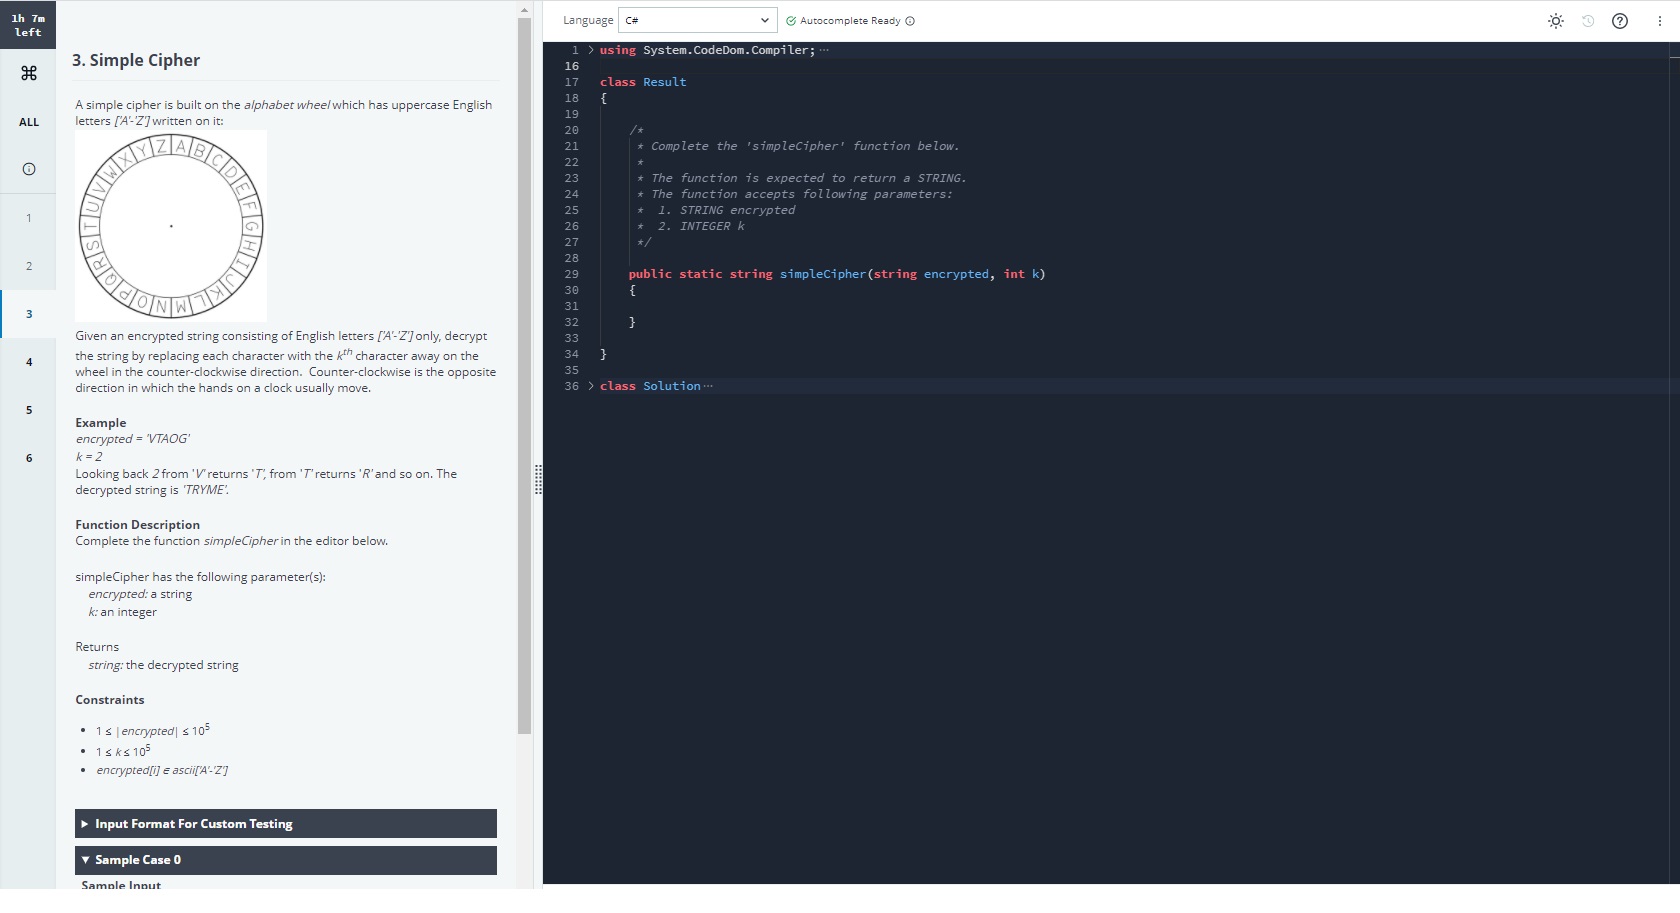 1h 7m
left
ALL
1
2
3
4
5
6
3. Simple Cipher
A simple cipher is built on the alphabet wheel which has uppercase English
letters ['A'-'Z'] written on it:
A B C D E F G H I J K L M N O P Q R S T U V W X Y Z
Given an encrypted string consisting of English letters ['A'-'Z'] only, decrypt
the string by replacing each character with the kth character away on the
wheel in the counter-clockwise direction. Counter-clockwise is the opposite
direction in which the hands on a clock usually move.
Example
encrypted = 'VTAOG'
k = 2
Looking back 2 from 'V' returns 'T', from 'T' returns 'R' and so on. The
decrypted string is 'TRYME'.
Function Description
Complete the function simpleCipher in the editor below.
simpleCipher has the following parameter(s):
encrypted: a string
k: an integer
Returns
string: the decrypted string
Constraints
• 1 ≤ |encrypted| ≤ 10^5
• 1 ≤ k ≤ 10^5
• encrypted[i] ∈ ascii['A'-'Z']
Input Format For Custom Testing
Sample Case 0
Sample Input
Language C# Autocomplete Ready
1 using System.CodeDom.Compiler; ···
16
17 class Result
18 {
19
20 /*
21 * Complete the 'simpleCipher' function below.
22 *
23 * The function is expected to return a STRING.
24 * The function accepts following parameters:
25 * 1. STRING encrypted
26 * 2. INTEGER k
27 */
28
29 public static string simpleCipher(string encrypted, int k)
30 {
31
32 }
33
34 }
35
36 class Solution ···